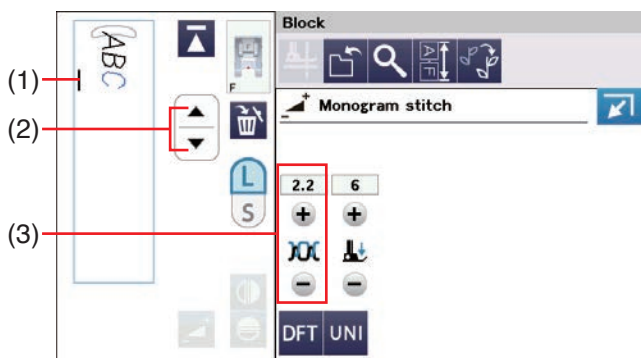 Block
ABC
F
(1)
A
F
Monogram stitch
(2)
L
S
2.2 6
(3)
DFT UNI